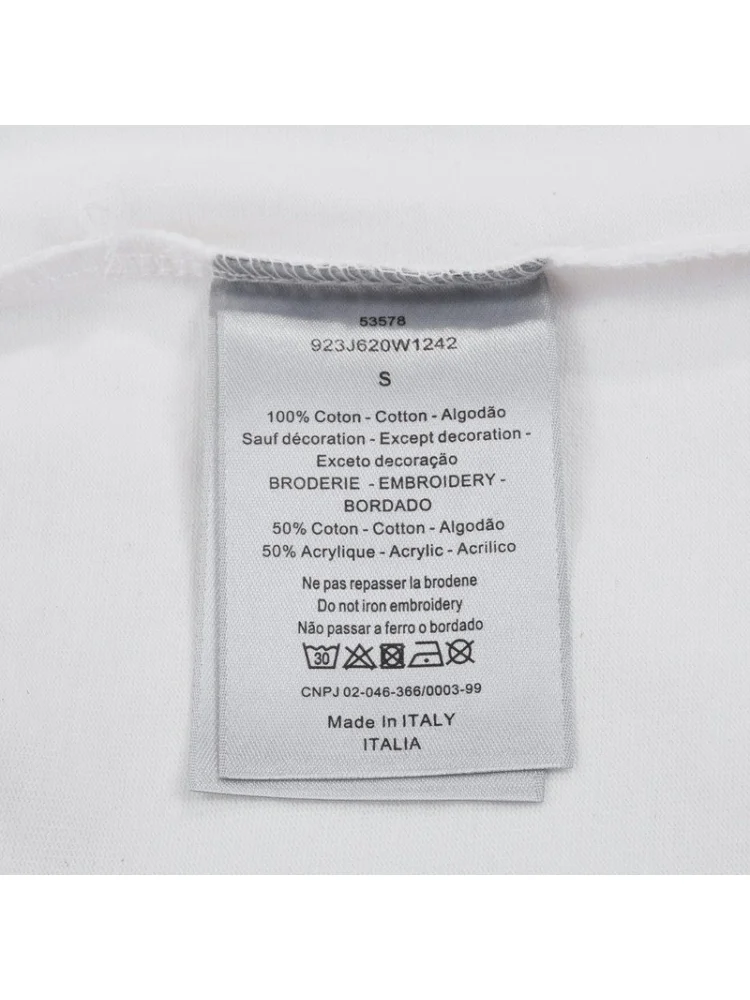 53578
923J620W1242
S
100% Coton - Cotton - Algodão
Sauf décoration - Except decoration -
Exceto decoração
BRODERIE - EMBROIDERY -
BORDADO
50% Coton - Cotton - Algodão
50% Acrylique - Acrylic - Acrilico
Ne pas repasser la brodene
Do not iron embroidery
Não passar a ferro o bordado
30
CNPJ 02-046-366/0003-99
Made In ITALY
ITALIA